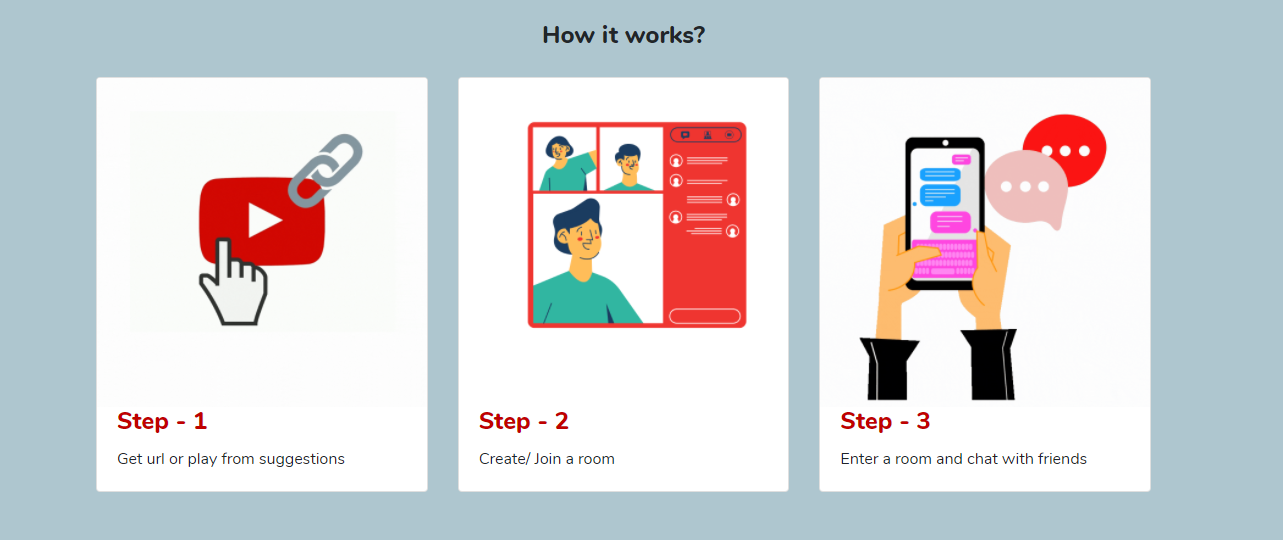 How it works?
Step - 1
Get url or play from suggestions
Step - 2
Create/ Join a room
Step - 3
Enter a room and chat with friends